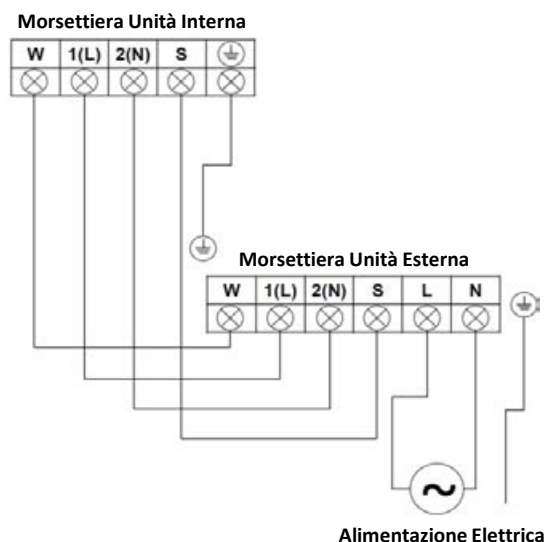 Morsettiera Unità Interna
W 1(L) 2(N) S
Morsettiera Unità Esterna
W 1(L) 2(N) S L N
Alimentazione Elettrica